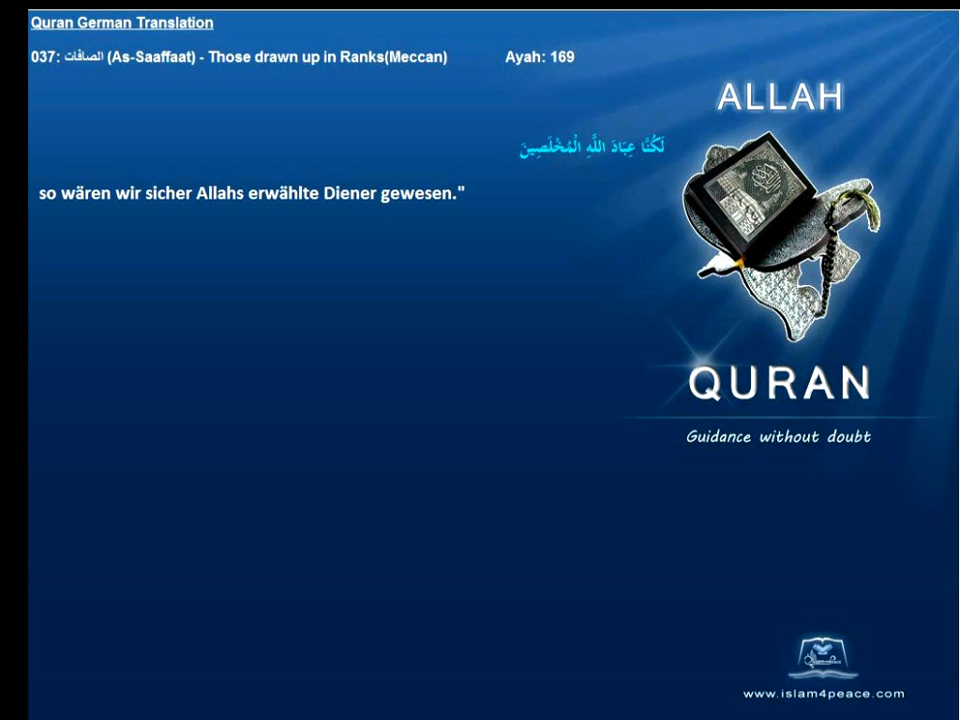 Quran German Translation
037: الصافات (As-Saaffaat) - Those drawn up in Ranks(Meccan) Ayah: 169
ALLAH
لَكُنَّا عِبَادَ اللَّهِ الْمُخْلَصِينَ
so wären wir sicher Allahs erwählte Diener gewesen."
QURAN
Guidance without doubt
www.islam4peace.com